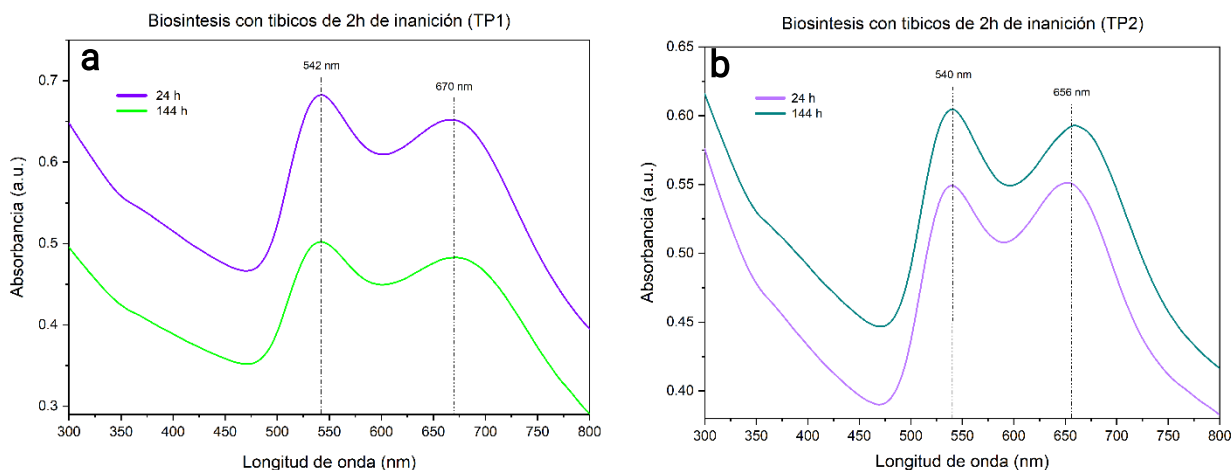 Biosintesis con tibicos de 2h de inanición (TP1)
a
542 nm
670 nm
24 h
144 h
0.7
0.6
0.5
0.4
0.3
Absorbancia (a.u.)
300 350 400 450 500 550 600 650 700 750 800
Longitud de onda (nm)
Biosintesis con tibicos de 2h de inanición (TP2)
b
540 nm
656 nm
24 h
144 h
0.65
0.60
0.55
0.50
0.45
0.40
Absorbancia (a.u.)
300 350 400 450 500 550 600 650 700 750 800
Longitud de onda (nm)